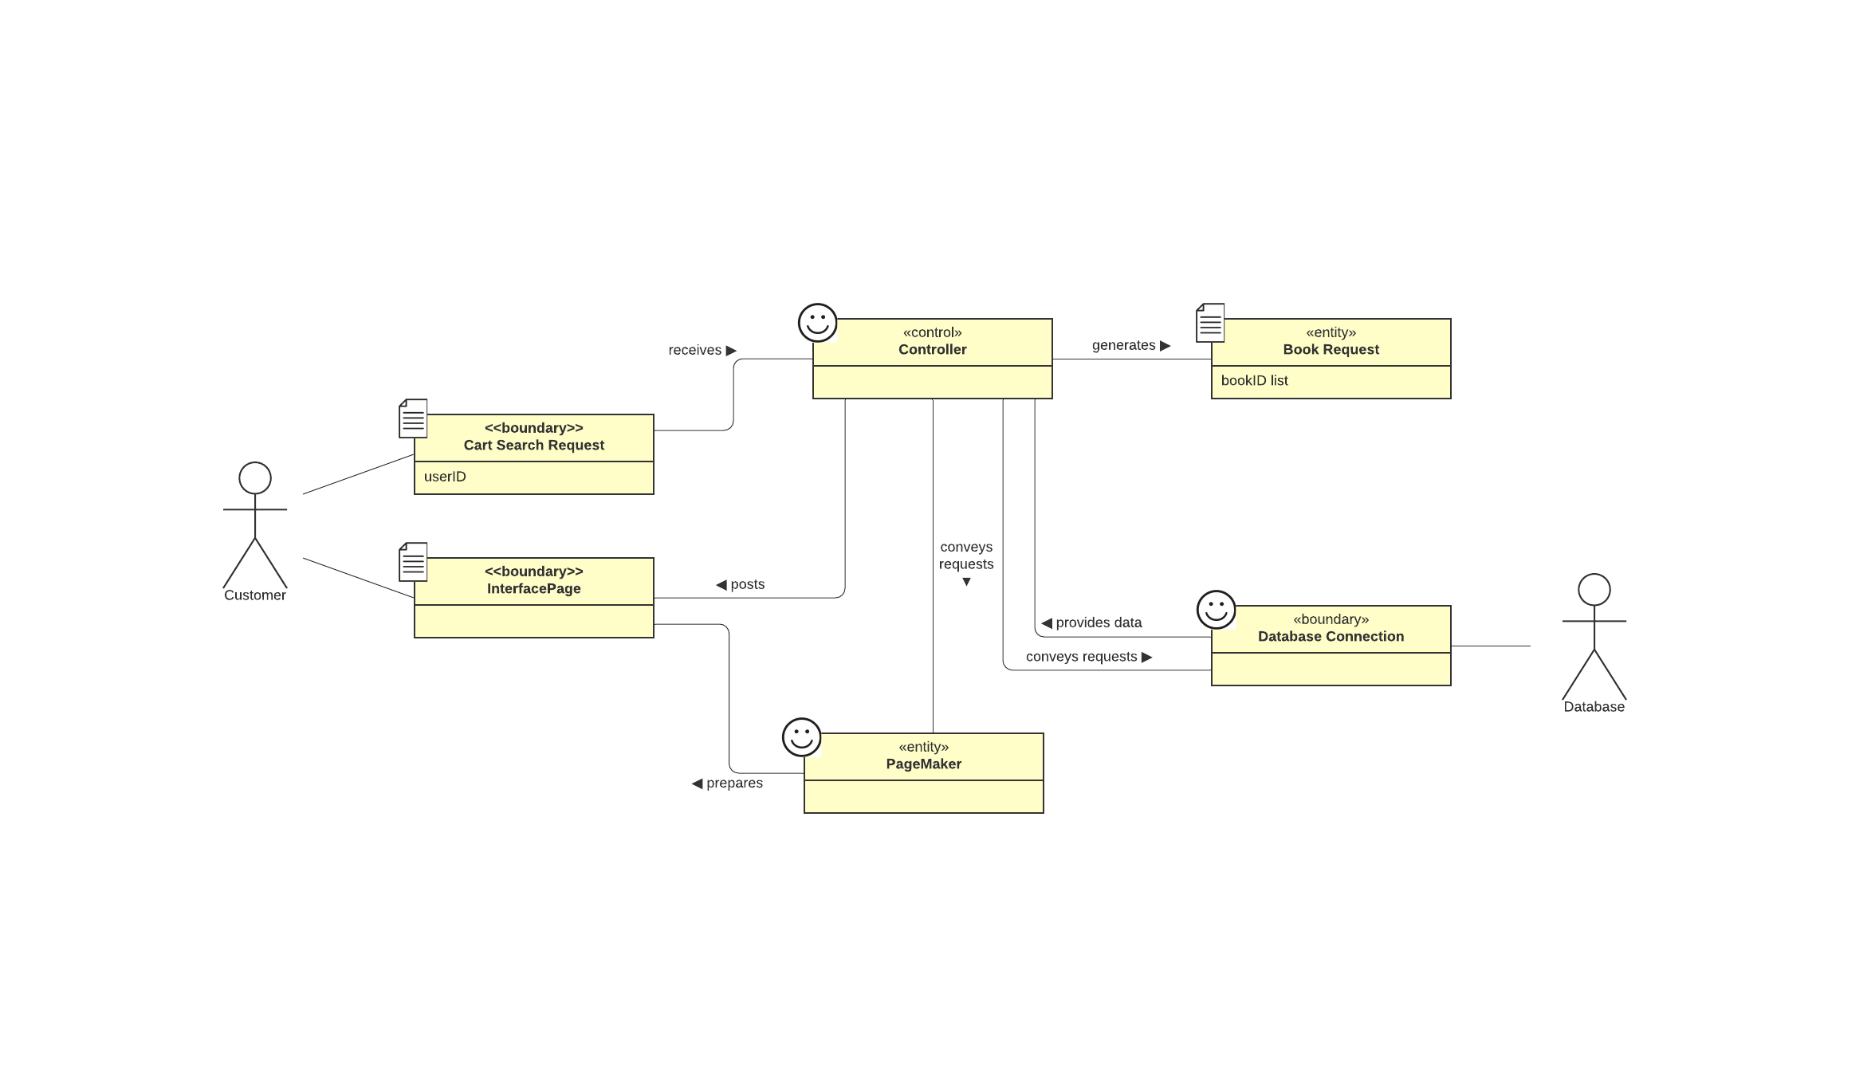 «control»
Controller
receives ▶
generates ▶
«entity»
Book Request
bookID list
<<boundary>>
Cart Search Request
userID
Customer
<<boundary>>
InterfacePage
◀ posts
conveys
requests
▼
◀ provides data
conveys requests ▶
«boundary»
Database Connection
Database
«entity»
PageMaker
◀ prepares